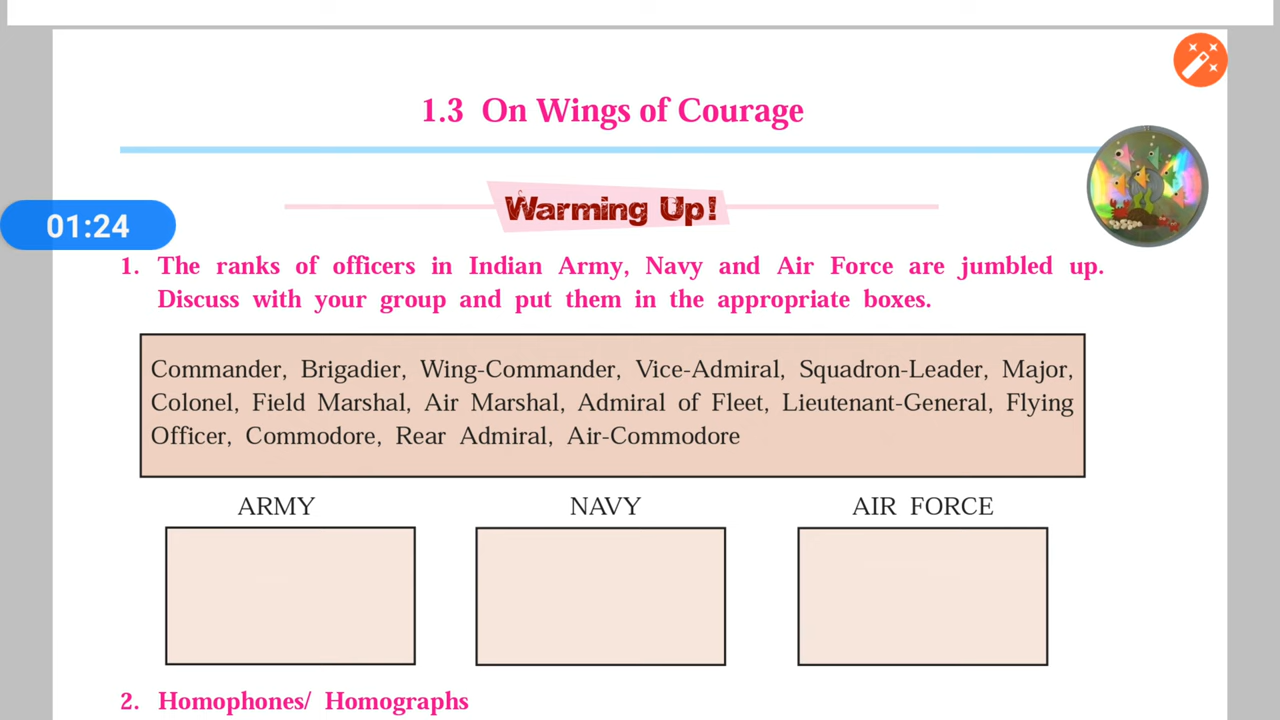 1.3 On Wings of Courage
Warming Up!
01:24
1. The ranks of officers in Indian Army, Navy and Air Force are jumbled up.
Discuss with your group and put them in the appropriate boxes.
Commander, Brigadier, Wing-Commander, Vice-Admiral, Squadron-Leader, Major,
Colonel, Field Marshal, Air Marshal, Admiral of Fleet, Lieutenant-General, Flying
Officer, Commodore, Rear Admiral, Air-Commodore
ARMY NAVY AIR FORCE
2. Homophones/ Homographs